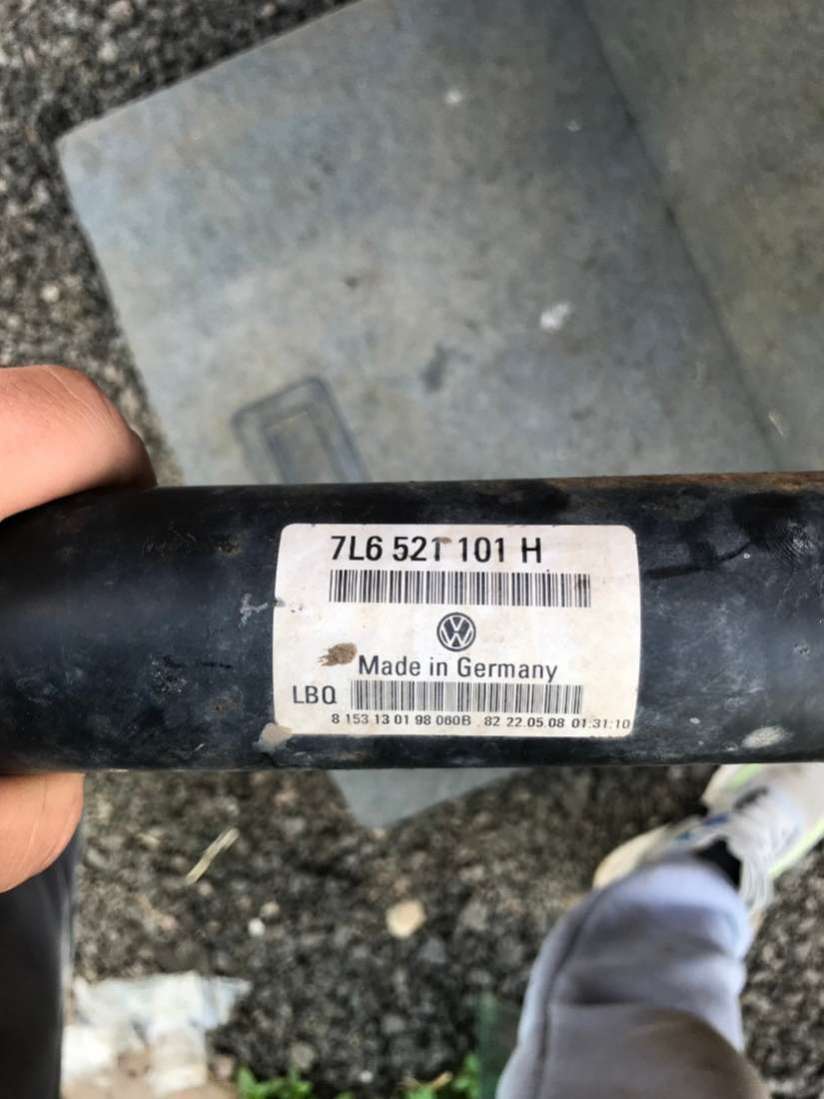 7L6 521 101 H
Made in Germany
LBQ
8 153 13 01 98 060B 82 22.05.08 01:31:10